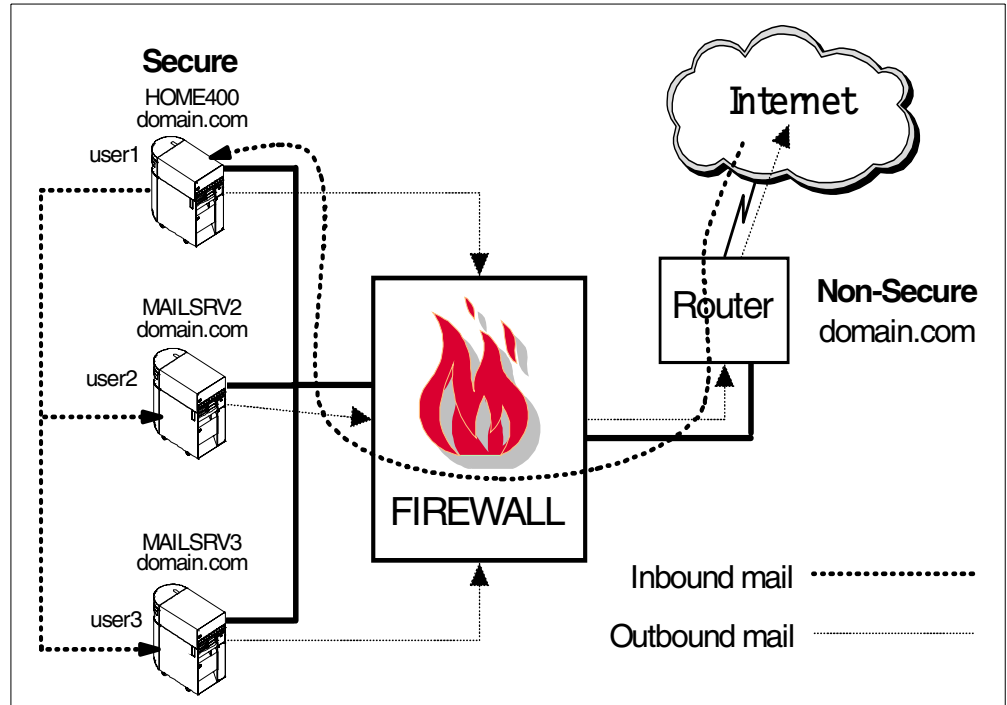 Secure
HOME400
domain.com
user1
Internet
MAILSRV2
domain.com
user2
Router
Non-Secure
domain.com
FIREWALL
MAILSRV3
domain.com
user3
Inbound mail
Outbound mail